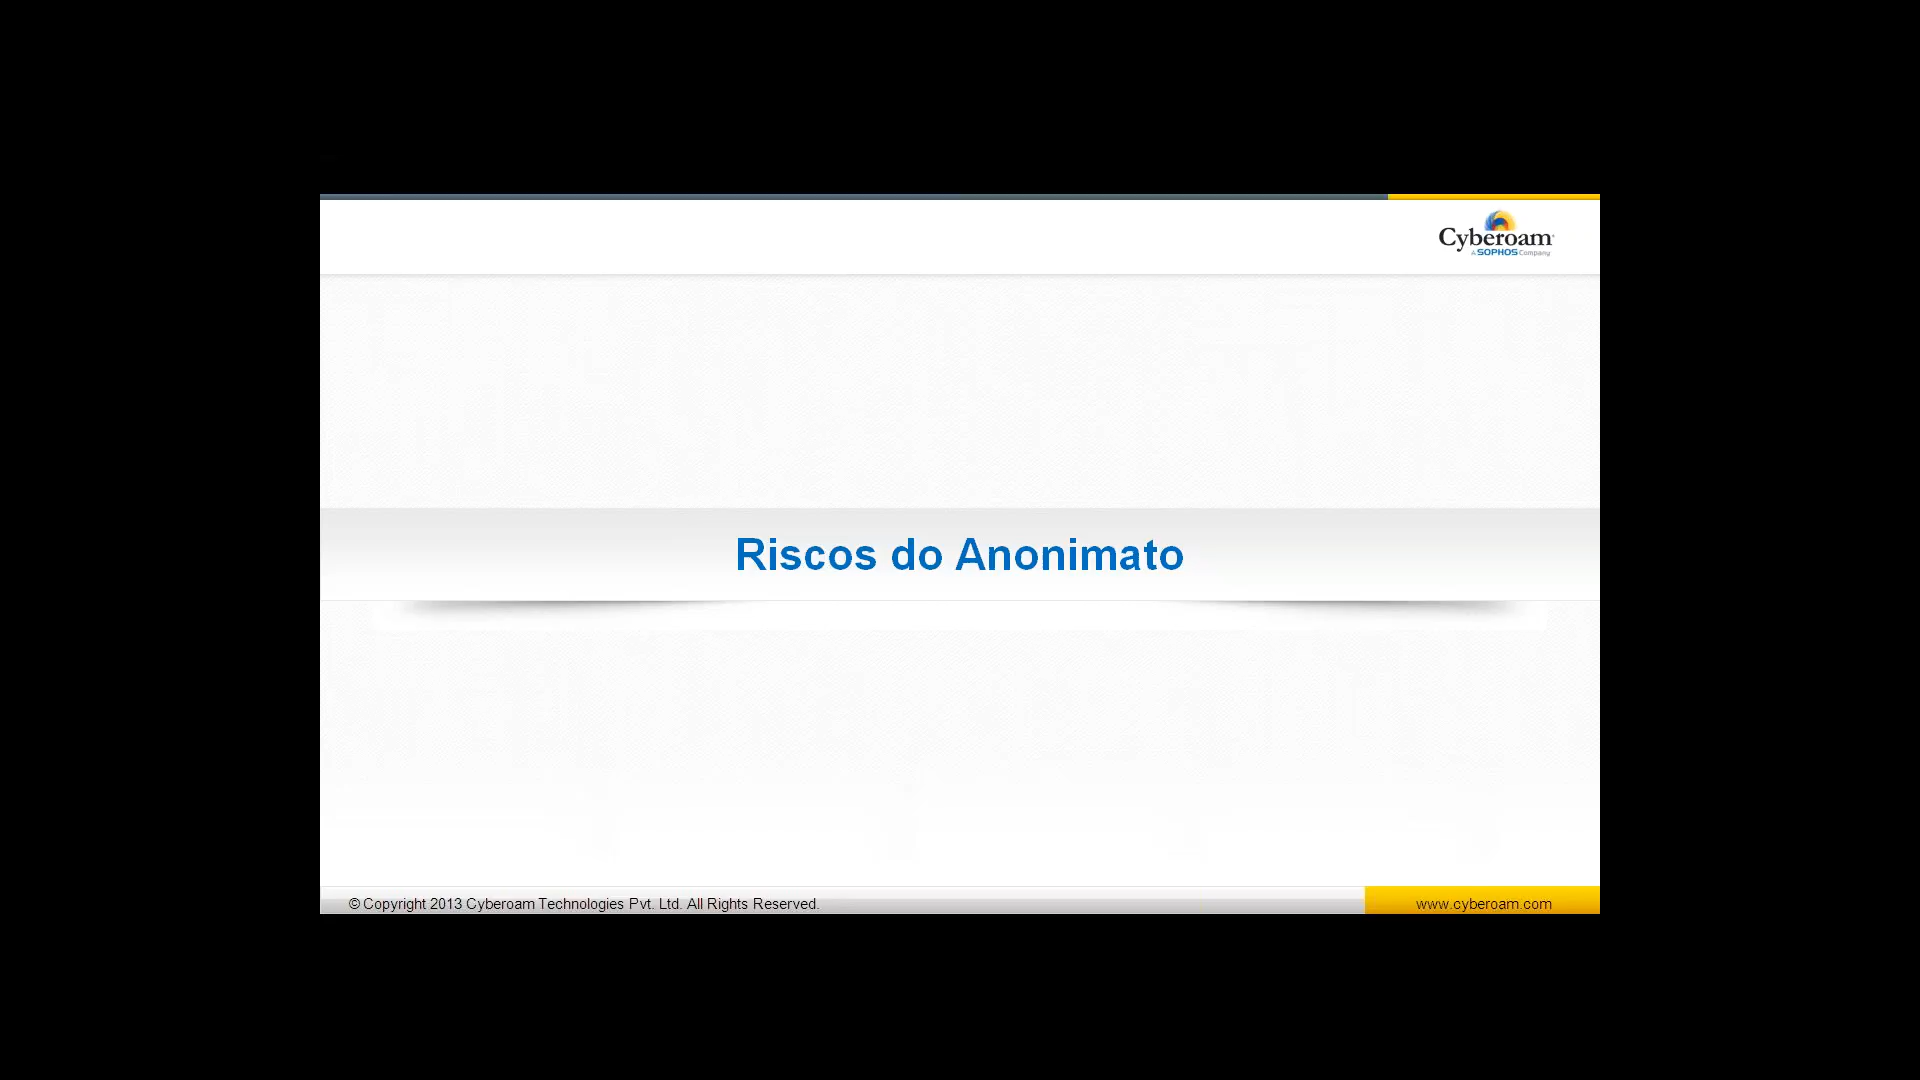 Cyberoam
A SOPHOS Company
Riscos do Anonimato
© Copyright 2013 Cyberoam Technologies Pvt. Ltd. All Rights Reserved.
www.cyberoam.com